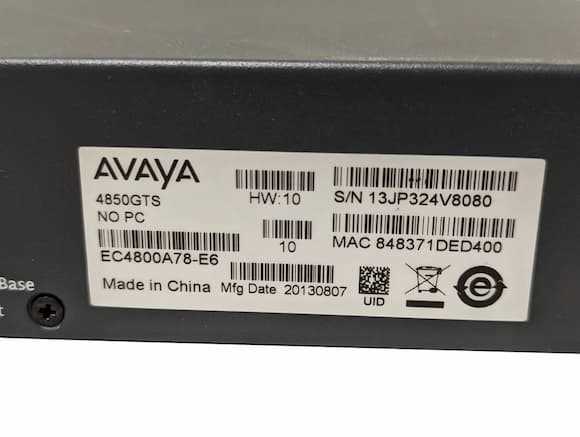 AVAYA
4850GTS
NO PC
HW:10
S/N 13JP324V8080
EC4800A78-E6
10
MAC 848371DED400
Made in China
Mfg Date 20130807
UID
e
Base
t